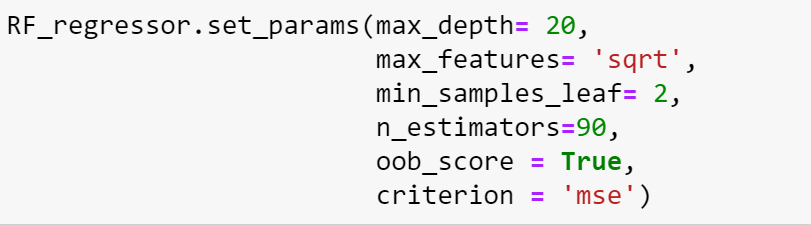 RF_regressor.set_params(max_depth= 20,
                        max_features= 'sqrt',
                        min_samples_leaf= 2,
                        n_estimators=90,
                        oob_score = True,
                        criterion = 'mse')